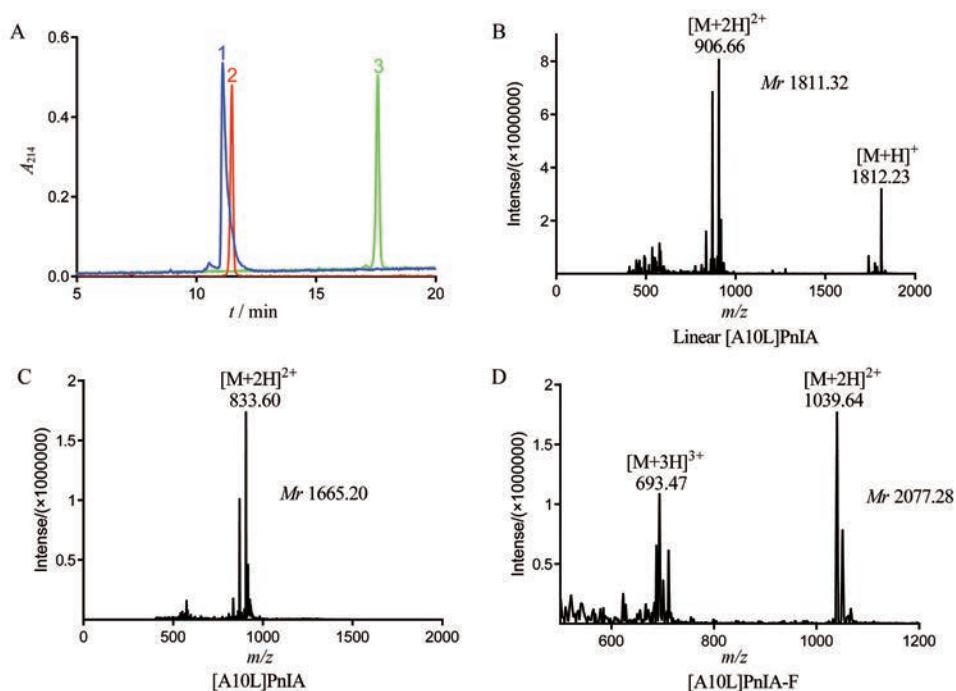 A
0.6
0.4
0.2
0.0
A214
1
2
3
5
10
15
20
t / min
B
[M+2H]2+
906.66
Mr 1811.32
[M+H]+
1812.23
8
6
4
2
Intense/(×1000000)
0
500
1000
1500
2000
m/z
Linear [A10L]PnIA
C
[M+2H]2+
833.60
Mr 1665.20
2
1.5
1
0.5
Intense/(×1000000)
0
500
1000
1500
2000
m/z
[A10L]PnIA
D
[M+2H]2+
1039.64
[M+3H]3+
693.47
Mr 2077.28
2
1.5
1
0.5
Intense/(×1000000)
600
800
1000
1200
m/z
[A10L]PnIA-F